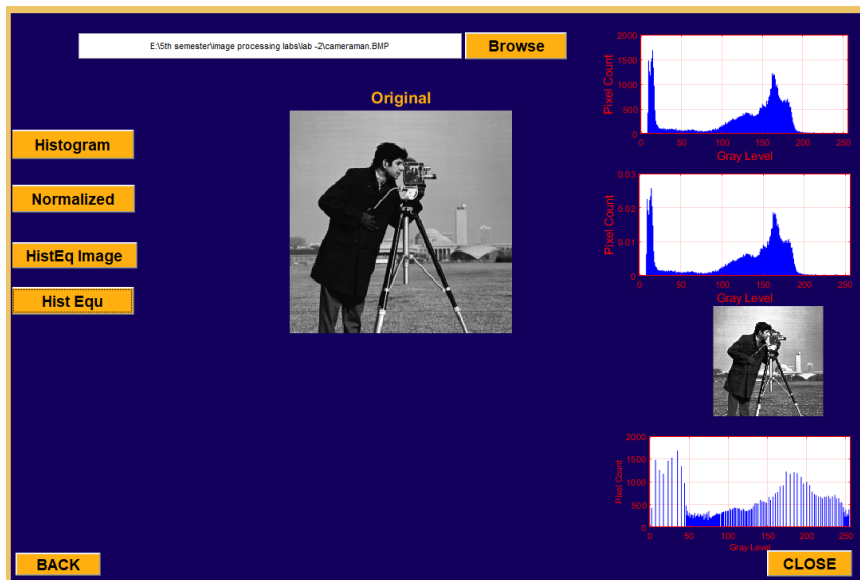 E:\5th semester\image processing labs\lab -2\cameraman.BMP
Browse
Original
Histogram
Normalized
HistEq Image
Hist Equ
2000
1500
1000
500
0
Pixel Count
0 50 100 150 200 250
Gray Level
0.03
0.02
0.01
0
Pixel Count
0 50 100 150 200 250
Gray Level
2000
1500
1000
500
0
Pixel Count
0 50 100 150 200 250
Gray Level
BACK
CLOSE